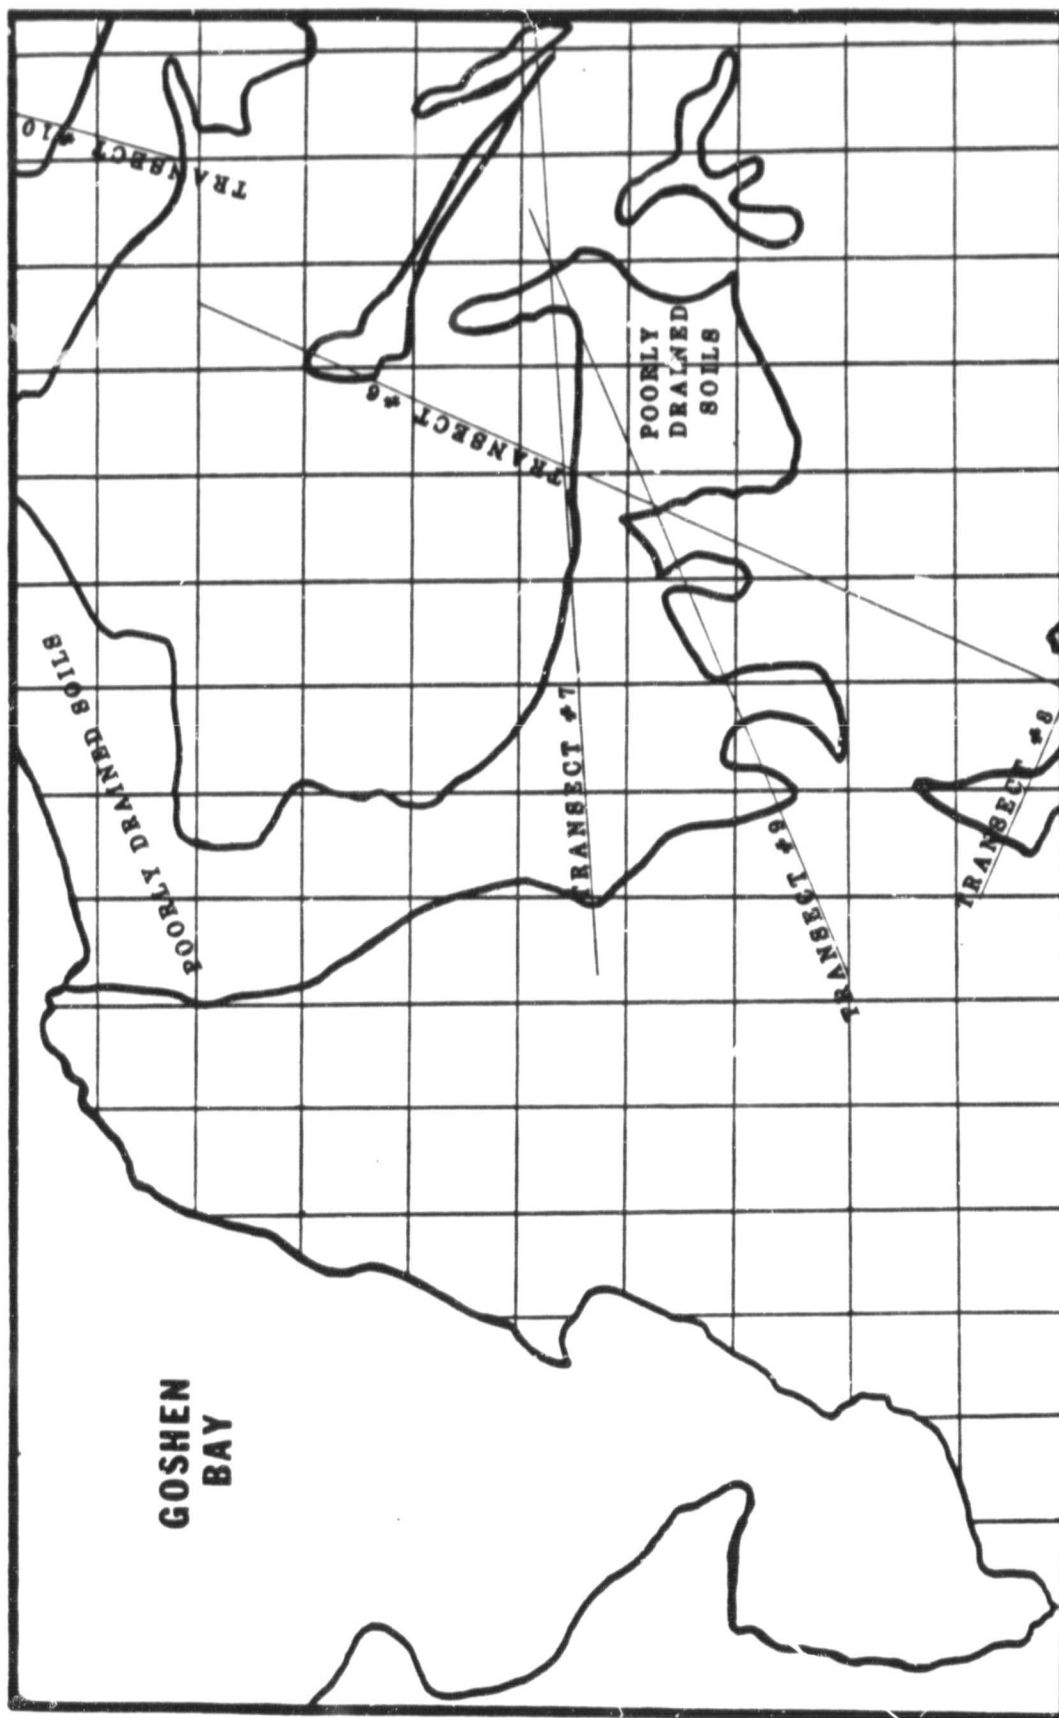 TRANSECT #10
TRANSECT #6
POORLY
DRAINED
SOILS
POORLY DRAINED SOILS
TRANSECT #7
TRANSECT #9
TRANSECT #8
GOSHEN
BAY